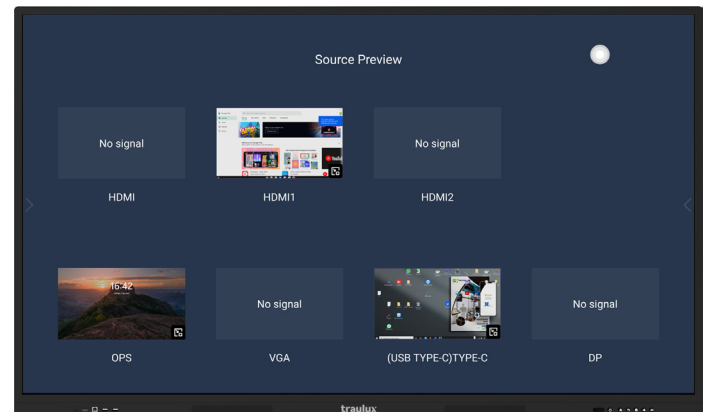 Source Preview
No signal
No signal
HDMI
HDMI1
HDMI2
16:42
No signal
No signal
OPS
VGA
(USB TYPE-C)TYPE-C
DP
traulux